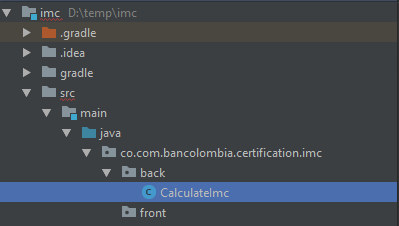 imc D:\temp\imc
.gradle
.idea
gradle
src
main
java
co.com.bancolombia.certification.imc
back
C CalculateImc
front